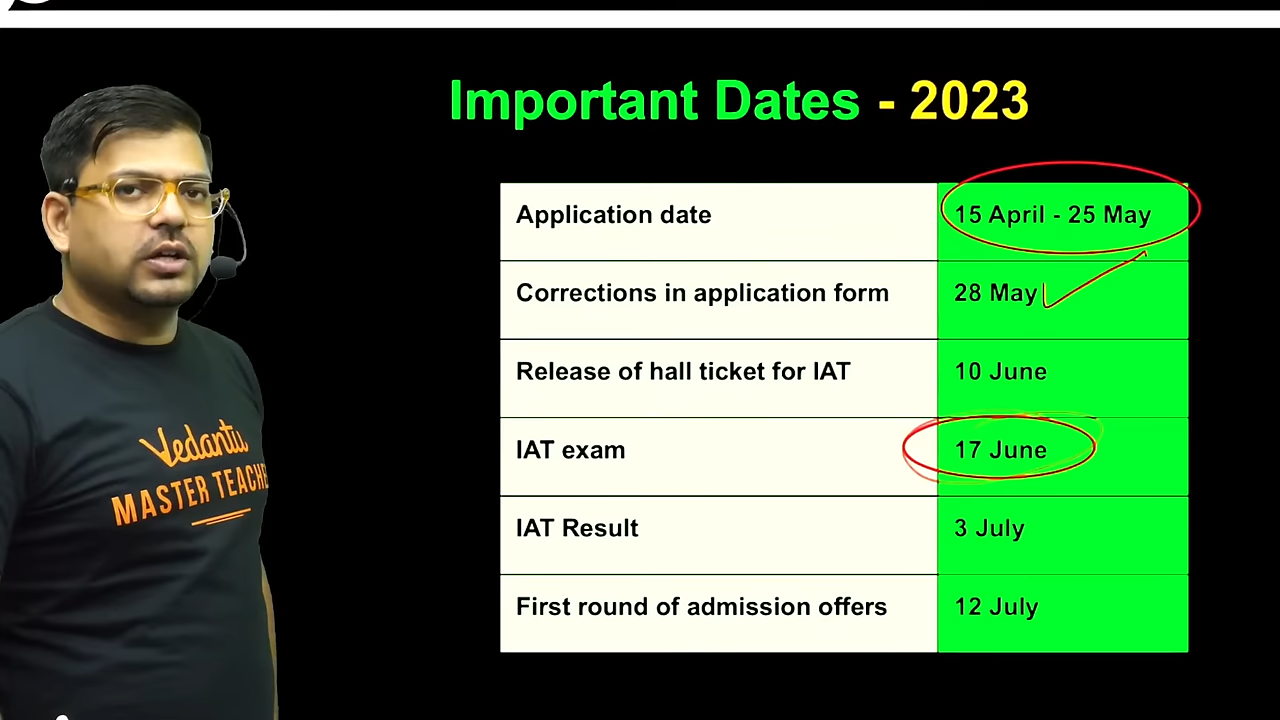 Important Dates - 2023
Application date 15 April - 25 May
Corrections in application form 28 May
Release of hall ticket for IAT 10 June
IAT exam 17 June
IAT Result 3 July
First round of admission offers 12 July
Vedantu
MASTER TEACHE